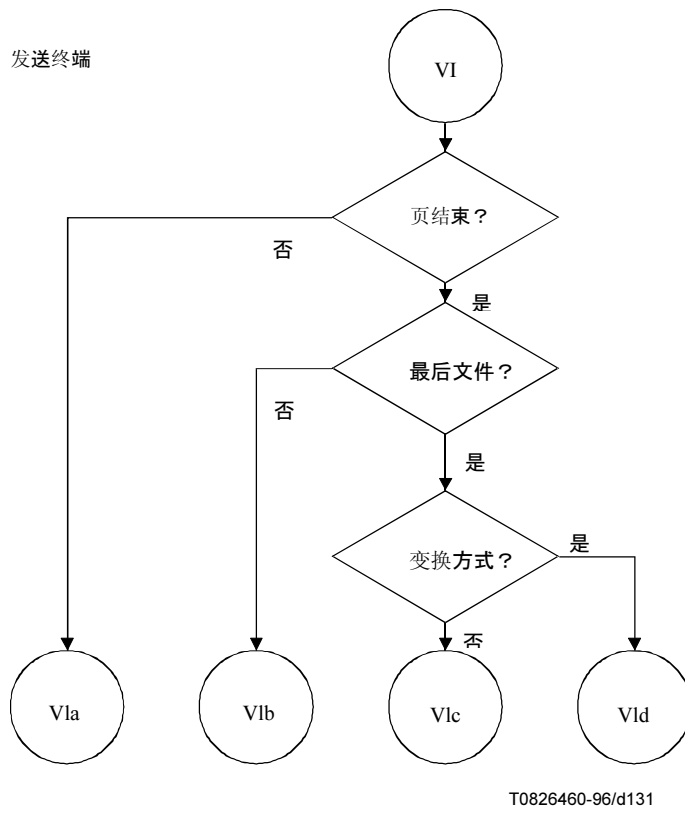 发送终端
VI
页结束？
否
是
最后文件？
否
是
变换方式？
是
否
Vla
Vlb
Vlc
Vld
T0826460-96/d131